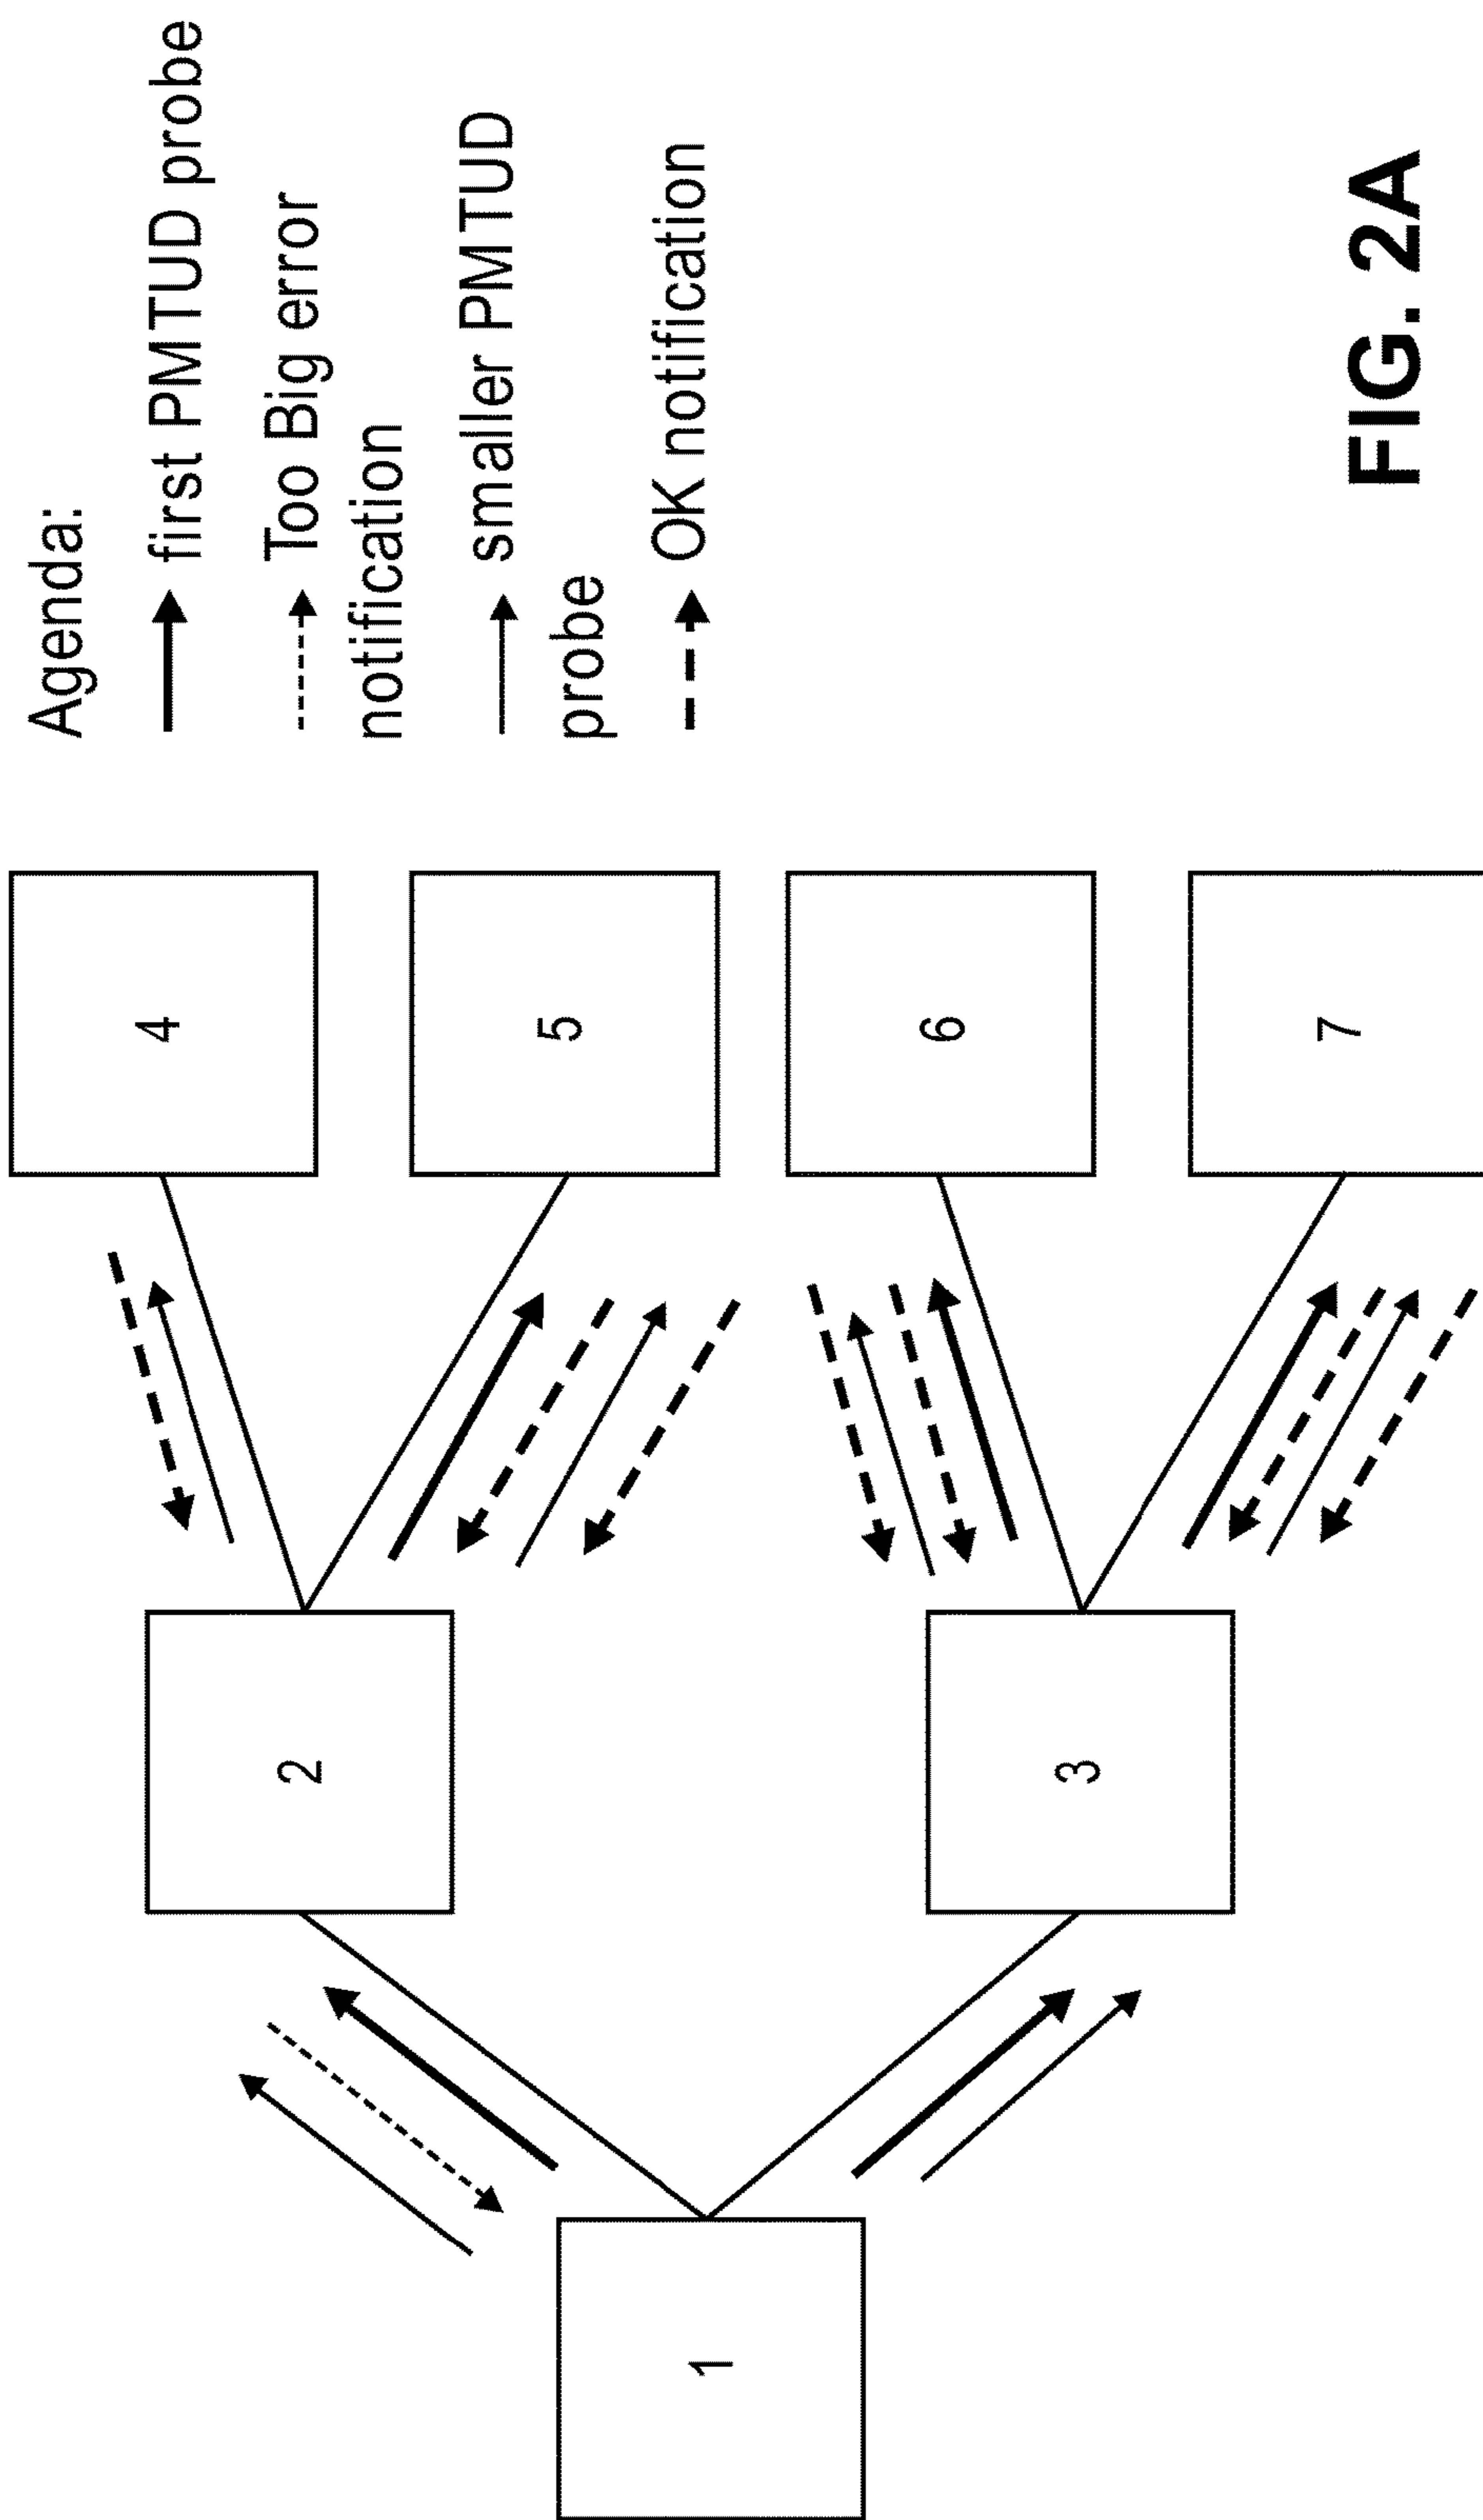 Agenda:
first PMTUD probe
Too Big error
notification
smaller PMTUD
probe
OK notification
4
5
6
7
2
3
1
FIG. 2A